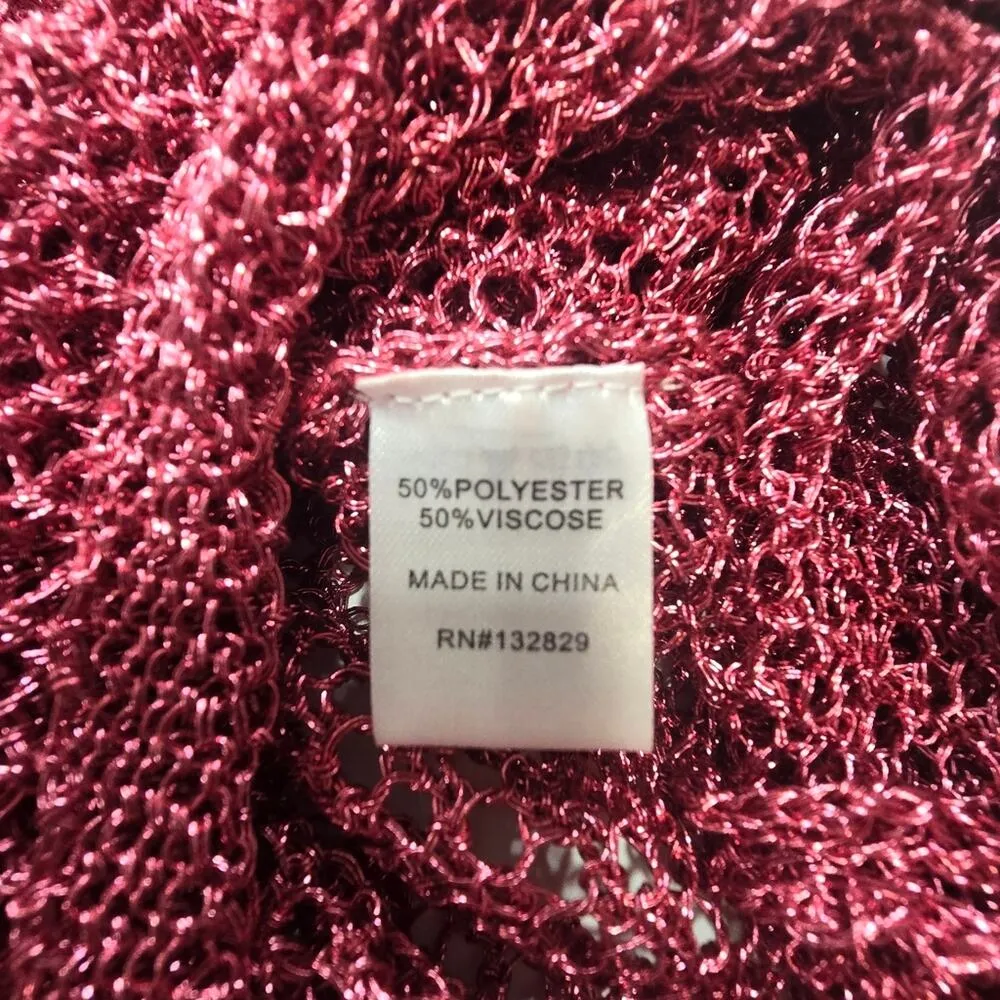 50%POLYESTER
50%VISCOSE
MADE IN CHINA
RN#132829